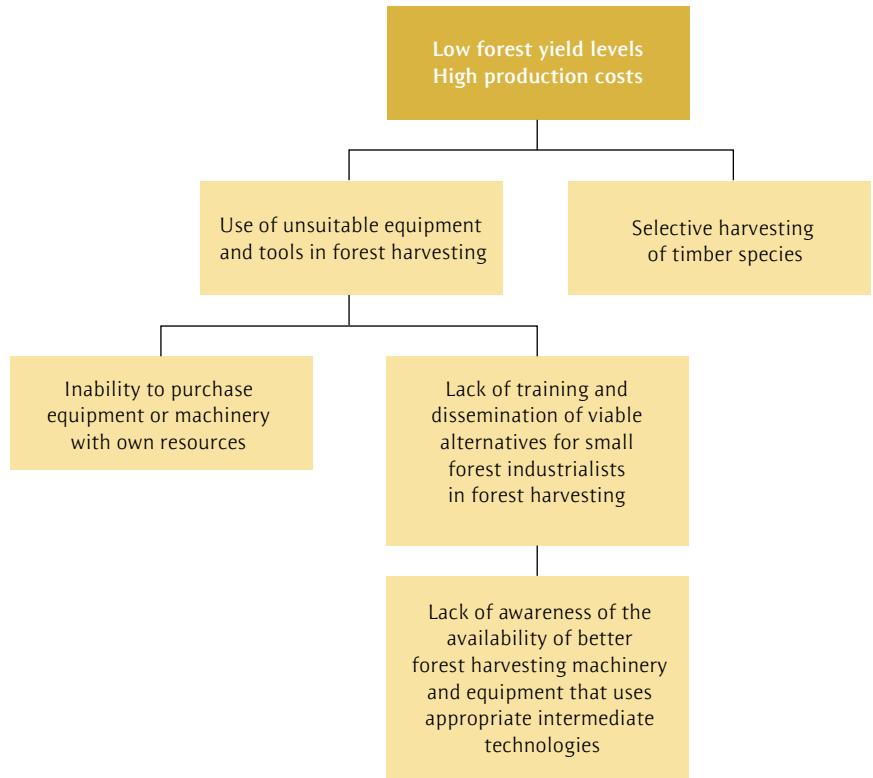 Low forest yield levels
High production costs
Use of unsuitable equipment
and tools in forest harvesting
Selective harvesting
of timber species
Inability to purchase
equipment or machinery
with own resources
Lack of training and
dissemination of viable
alternatives for small
forest industrialists
in forest harvesting
Lack of awareness of the
availability of better
forest harvesting machinery
and equipment that uses
appropriate intermediate
technologies